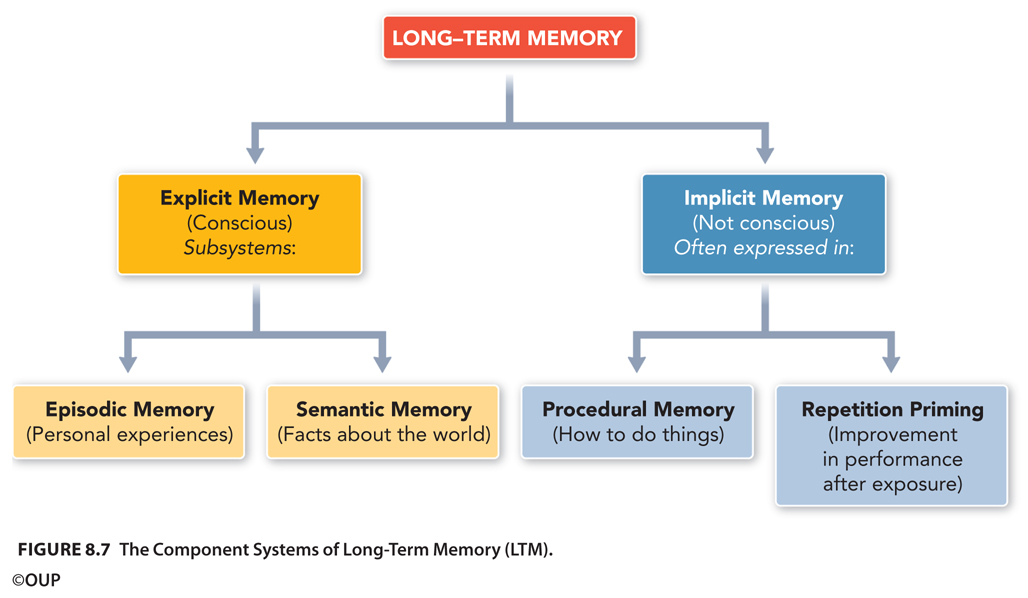 LONG–TERM MEMORY
Explicit Memory
(Conscious)
Subsystems:
Implicit Memory
(Not conscious)
Often expressed in:
Episodic Memory
(Personal experiences)
Semantic Memory
(Facts about the world)
Procedural Memory
(How to do things)
Repetition Priming
(Improvement
in performance
after exposure)
FIGURE 8.7 The Component Systems of Long-Term Memory (LTM).
©OUP